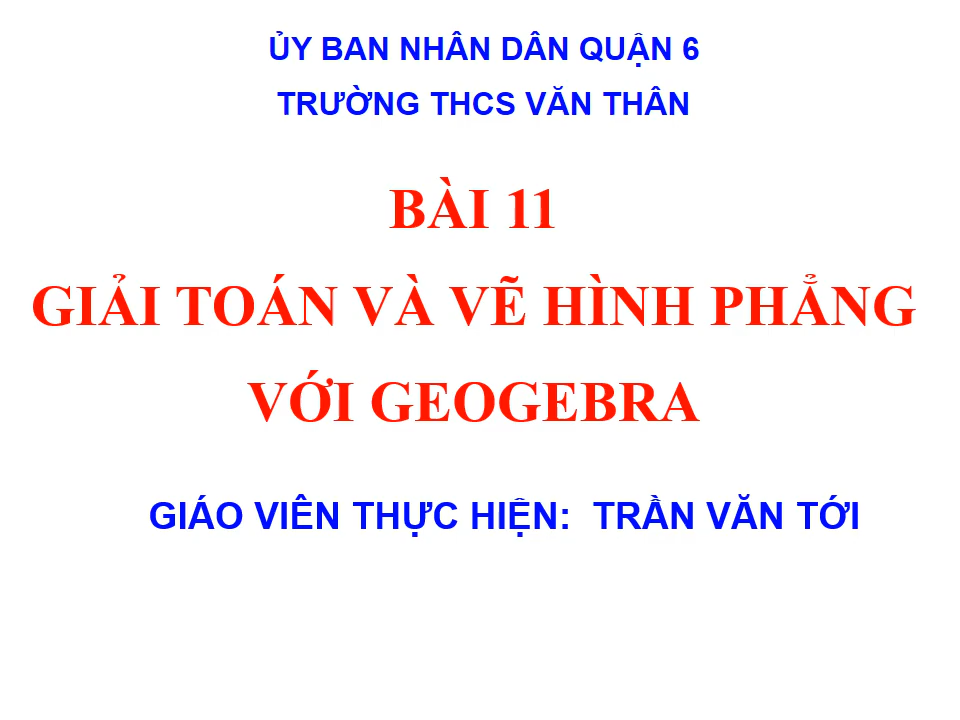 ỦY BAN NHÂN DÂN QUẬN 6
TRƯỜNG THCS VĂN THÂN
BÀI 11
GIẢI TOÁN VÀ VẼ HÌNH PHẲNG
VỚI GEOGEBRA
GIÁO VIÊN THỰC HIỆN: TRẦN VĂN TỚI